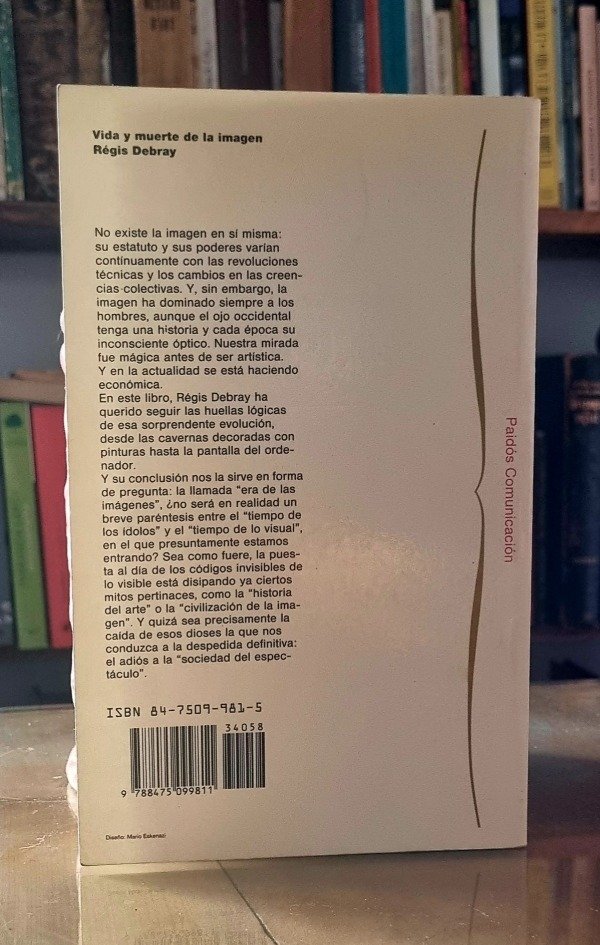 Vida y muerte de la imagen
Régis Debray
No existe la imagen en sí misma:
su estatuto y sus poderes varían
continuamente con las revoluciones
técnicas y los cambios en las creen-
cias colectivas. Y, sin embargo, la
imagen ha dominado siempre a los
hombres, aunque el ojo occidental
tenga una historia y cada época su
inconsciente óptico. Nuestra mirada
fue mágica antes de ser artística.
Y en la actualidad se está haciendo
económica.
En este libro, Régis Debray ha
querido seguir las huellas lógicas
de esa sorprendente evolución,
desde las cavernas decoradas con
pinturas hasta la pantalla del orde-
nador.
Y su conclusión nos la sirve en forma
de pregunta: la llamada "era de las
imágenes", ¿no será en realidad un
breve paréntesis entre el "tiempo de
los ídolos" y el "tiempo de lo visual",
en el que presuntamente estamos
entrando? Sea como fuere, la pues-
ta al día de los códigos invisibles de
lo visible está disipando ya ciertos
mitos pertinaces, como la "historia
del arte" o la "civilización de la ima-
gen". Y quizá sea precisamente la
caída de esos dioses la que nos
conduzca a la despedida definitiva:
el adiós a la "sociedad del espec-
táculo".
ISBN 84-7509-981-5
34058
9 788475 099811
Diseño: Mario Eskenazi
Paidós Comunicación